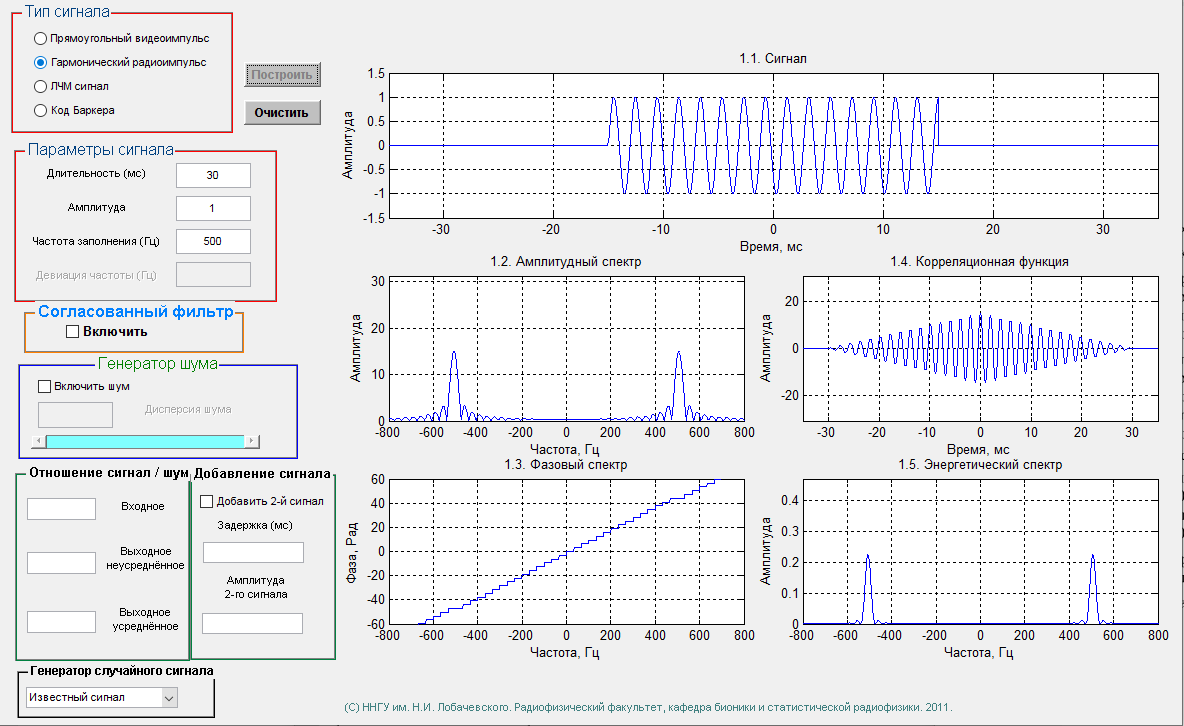 Тип сигнала
Прямоугольный видеоимпульс
Гармонический радиоимпульс
ЛЧМ сигнал
Код Баркера
Построить
Очистить
Параметры сигнала
Длительность (мс)
30
Амплитуда
1
Частота заполнения (Гц)
500
Девиация частоты (Гц)
Согласованный фильтр
Включить
Генератор шума
Включить шум
Дисперсия шума
Отношение сигнал / шум
Входное
Выходное
неусреднённое
Выходное
усреднённое
Добавление сигнала
Добавить 2-й сигнал
Задержка (мс)
Амплитуда
2-го сигнала
Генератор случайного сигнала
Известный сигнал
1.1. Сигнал
Амплитуда
1.5
1
0.5
0
-0.5
-1
-1.5
-30 -20 -10 0 10 20 30
Время, мс
1.2. Амплитудный спектр
Амплитуда
30
20
10
0
-800 -600 -400 -200 0 200 400 600 800
Частота, Гц
1.4. Корреляционная функция
Амплитуда
20
0
-20
-30 -20 -10 0 10 20 30
Время, мс
1.3. Фазовый спектр
Фаза, Рад
60
40
20
0
-20
-40
-60
-800 -600 -400 -200 0 200 400 600 800
Частота, Гц
1.5. Энергетический спектр
Амплитуда
0.4
0.3
0.2
0.1
0
-800 -600 -400 -200 0 200 400 600 800
Частота, Гц
(С) ННГУ им. Н.И. Лобачевского. Радиофизический факультет, кафедра бионики и статистической радиофизики. 2011.